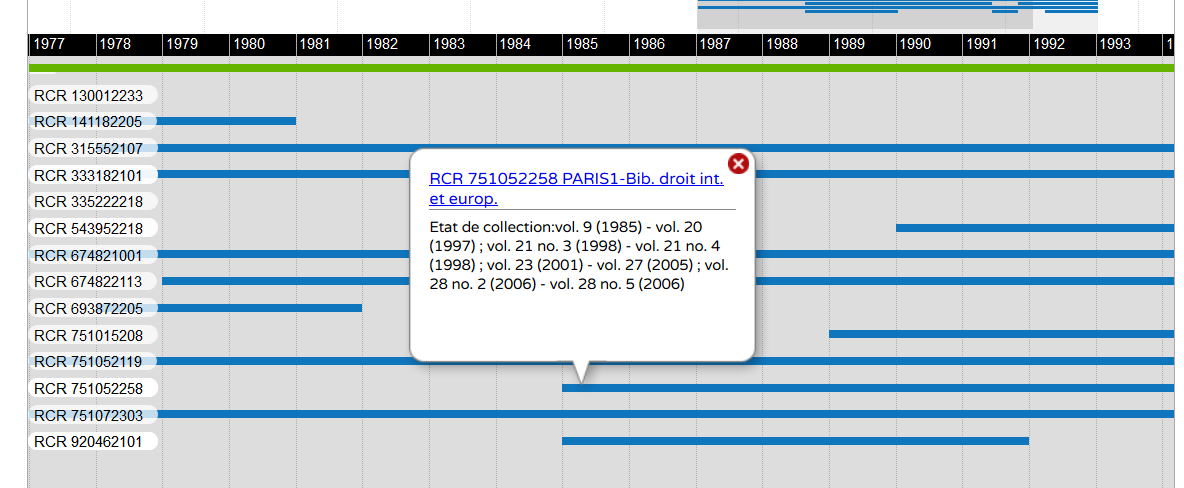 1977 1978 1979 1980 1981 1982 1983 1984 1985 1986 1987 1988 1989 1990 1991 1992 1993 1
RCR 130012233
RCR 141182205
RCR 315552107
RCR 333182101
RCR 335222218
RCR 543952218
RCR 674821001
RCR 674822113
RCR 693872205
RCR 751015208
RCR 751052119
RCR 751052258
RCR 751072303
RCR 920462101
RCR 751052258 PARIS1-Bib. droit int.
et europ.
Etat de collection:vol. 9 (1985) - vol. 20
(1997) ; vol. 21 no. 3 (1998) - vol. 21 no. 4
(1998) ; vol. 23 (2001) - vol. 27 (2005) ; vol.
28 no. 2 (2006) - vol. 28 no. 5 (2006)